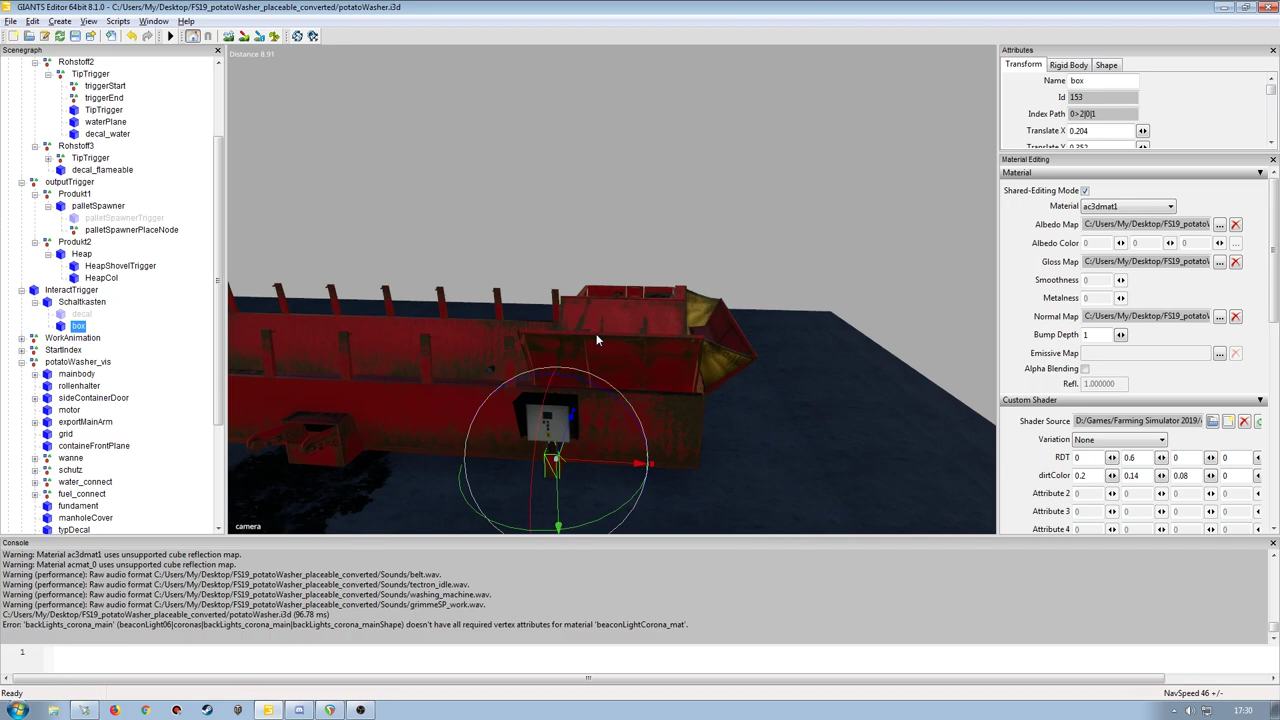 GIANTS Editor 64bit 8.1.0 - C:/Users/My/Desktop/FS19_potatoWasher_placeable_converted/potatoWasher.i3d
File Edit Create View Scripts Window Help
Scenegraph
Rohstoff2
TipTrigger
triggerStart
triggerEnd
TipTrigger
waterPlane
decal_water
Rohstoff3
TipTrigger
decal_flameable
outputTrigger
Produkt1
palletSpawner
palletSpawnerTrigger
palletSpawnerPlaceNode
Produkt2
Heap
HeapShovelTrigger
HeapCol
InteractTrigger
Schaltkasten
decal
box
WorkAnimation
StartIndex
potatoWasher_vis
mainbody
rollenhalter
sideContainerDoor
motor
exportMainArm
grid
containeFrontPlane
wanne
schutz
water_connect
fuel_connect
fundament
manholeCover
typDecal
Distance 8.91
camera
Attributes
Transform Rigid Body Shape
Name box
Id 153
Index Path 0>2|0|1
Translate X 0.204
Translate Y 0.352
Material Editing
Material
Shared-Editing Mode
Material ac3dmat1
Albedo Map C:/Users/My/Desktop/FS19_potatoV ...
Albedo Color 0 0 0 ...
Gloss Map C:/Users/My/Desktop/FS19_potatoV ...
Smoothness 0
Metalness 0
Normal Map C:/Users/My/Desktop/FS19_potatoV ...
Bump Depth 1
Emissive Map ...
Alpha Blending
Refl. 1.000000
Custom Shader
Shader Source D:/Games/Farming Simulator 2019/
Variation None
RDT 0 0.6 0 0
dirtColor 0.2 0.14 0.08 0
Attribute 2 0 0 0 0
Attribute 3 0 0 0 0
Attribute 4 0 0 0 0
Console
Warning: Material ac3dmat1 uses unsupported cube reflection map.
Warning: Material acmat_0 uses unsupported cube reflection map.
Warning (performance): Raw audio format C:/Users/My/Desktop/FS19_potatoWasher_placeable_converted/Sounds/belt.wav.
Warning (performance): Raw audio format C:/Users/My/Desktop/FS19_potatoWasher_placeable_converted/Sounds/tectron_idle.wav.
Warning (performance): Raw audio format C:/Users/My/Desktop/FS19_potatoWasher_placeable_converted/Sounds/washing_machine.wav.
Warning (performance): Raw audio format C:/Users/My/Desktop/FS19_potatoWasher_placeable_converted/Sounds/grimmeSP_work.wav.
C:/Users/My/Desktop/FS19_potatoWasher_placeable_converted/potatoWasher.i3d (96.78 ms)
Error: 'backLights_corona_main' (beaconLight06|coronas|backLights_corona_main|backLights_corona_mainShape) doesn't have all required vertex attributes for material 'beaconLightCorona_mat'.
1
Ready
NavSpeed 46 +/-
17:30